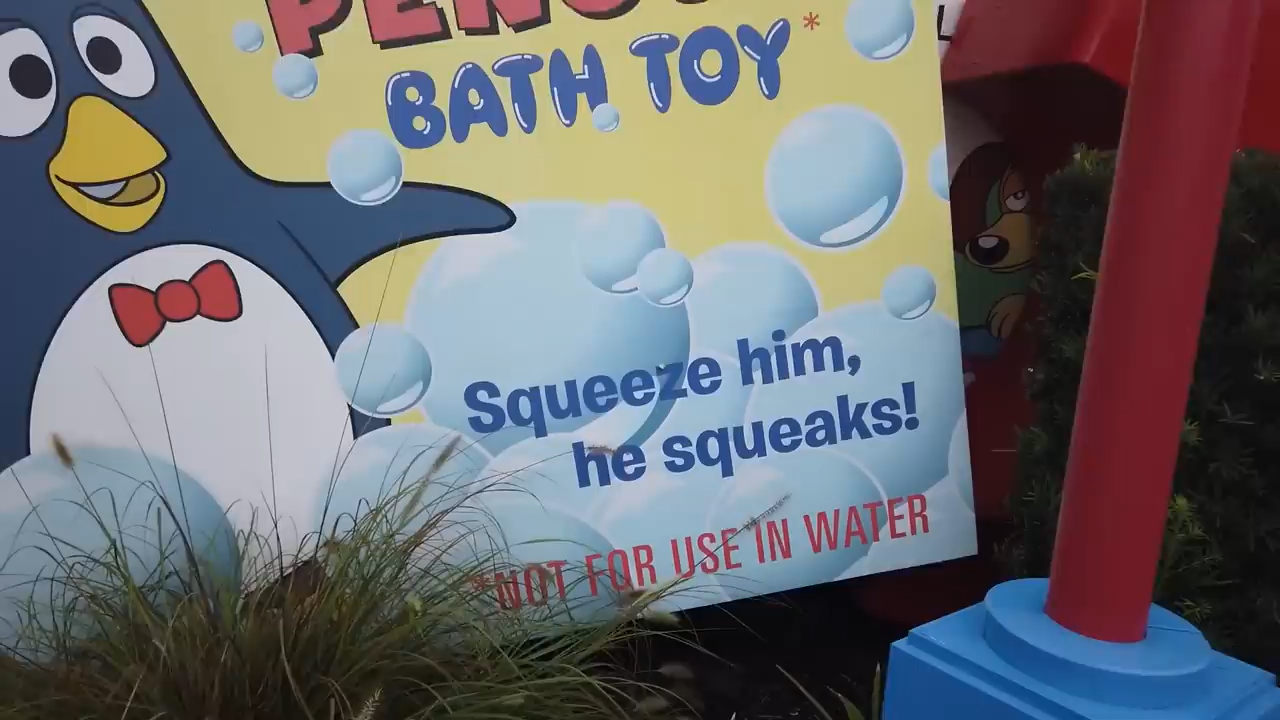 BATH TOY*
Squeeze him,
he squeaks!
*NOT FOR USE IN WATER